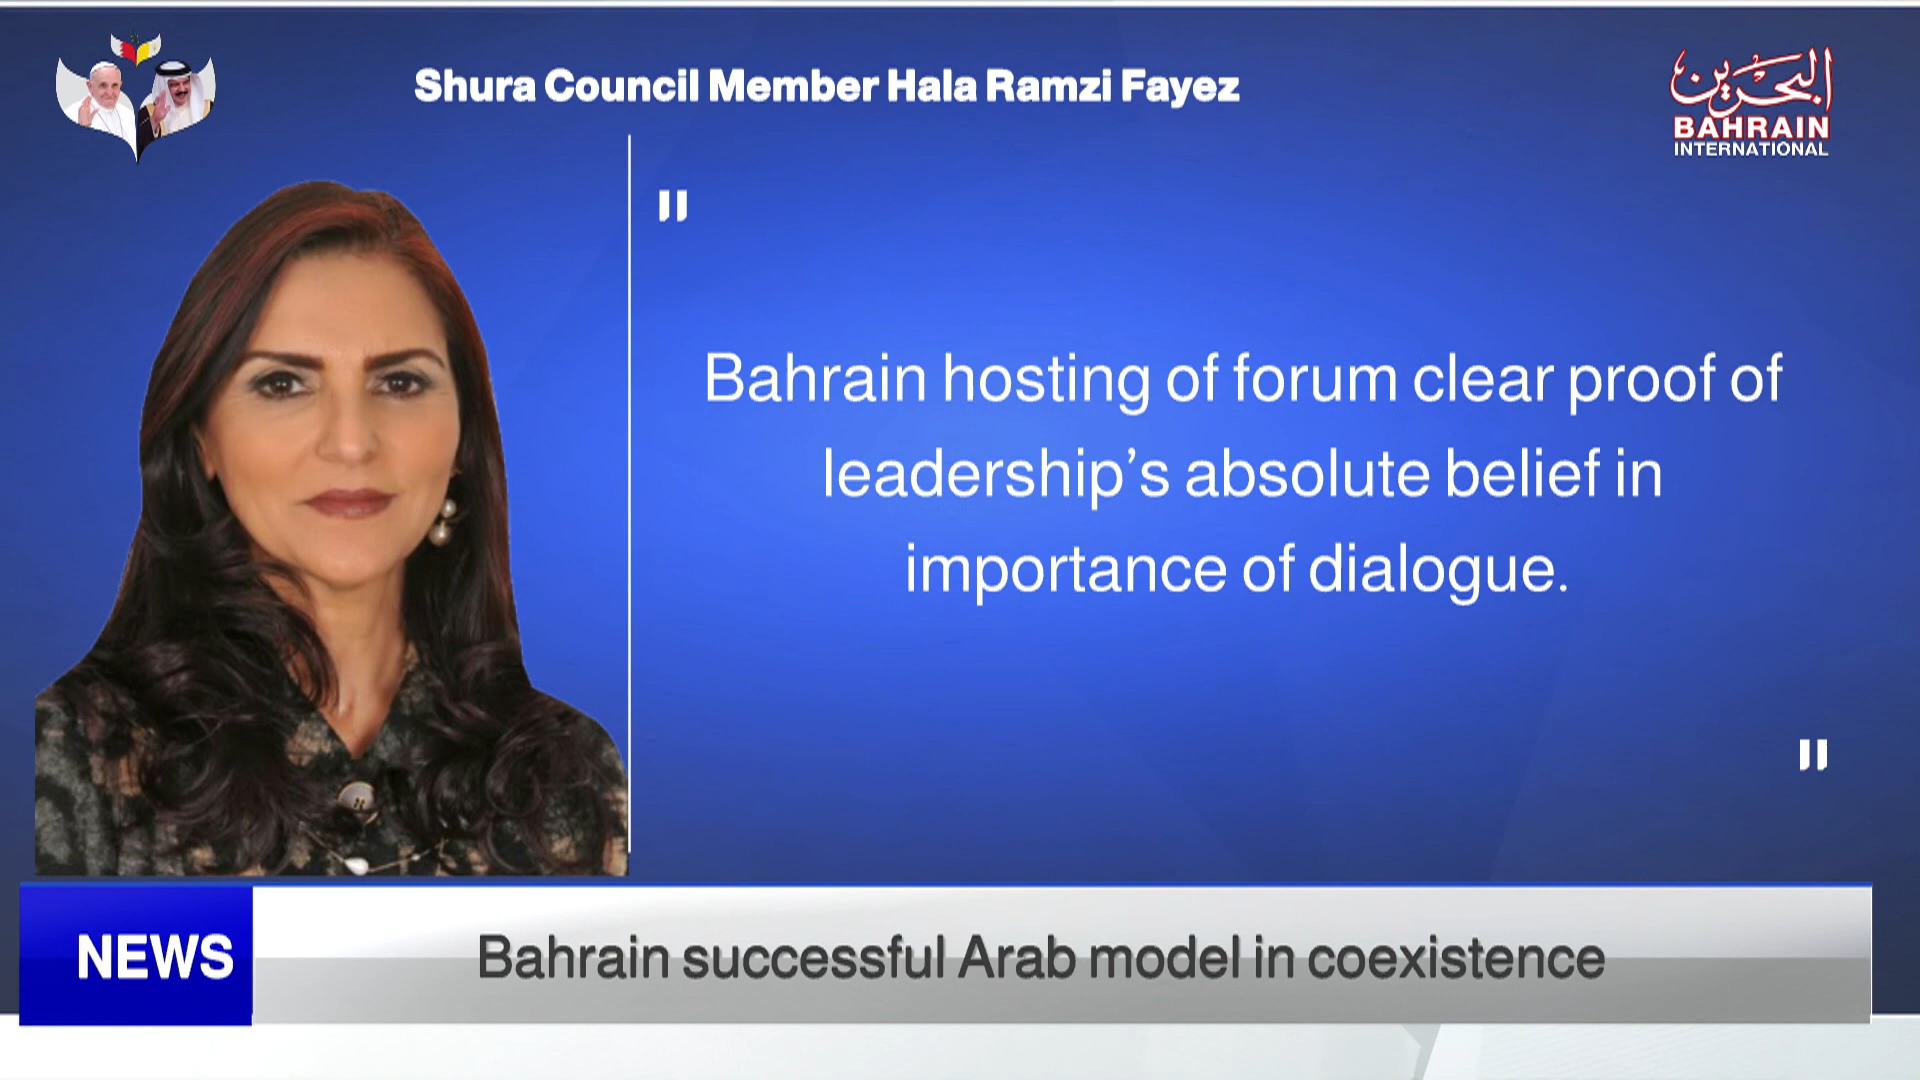 Shura Council Member Hala Ramzi Fayez
البحرين
BAHRAIN
INTERNATIONAL
"
Bahrain hosting of forum clear proof of
leadership’s absolute belief in
importance of dialogue.
"
NEWS
Bahrain successful Arab model in coexistence